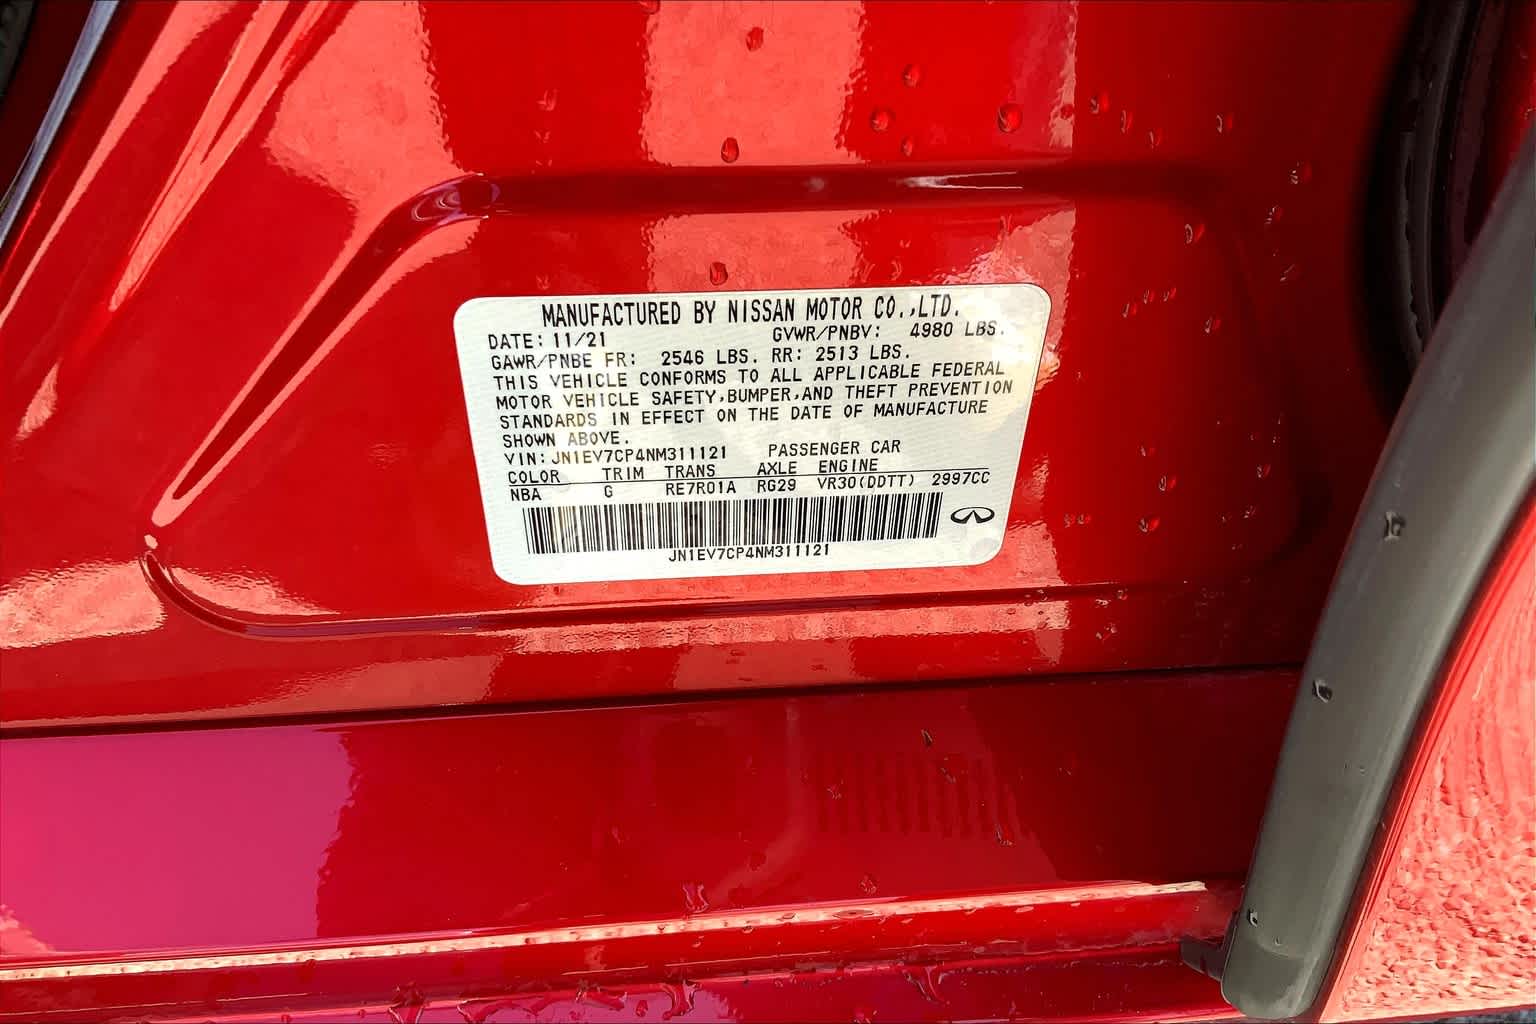 MANUFACTURED BY NISSAN MOTOR CO.,LTD.
DATE: 11/21 GVWR/PNBV: 4980 LBS.
GAWR/PNBE FR: 2546 LBS. RR: 2513 LBS.
THIS VEHICLE CONFORMS TO ALL APPLICABLE FEDERAL
MOTOR VEHICLE SAFETY,BUMPER,AND THEFT PREVENTION
STANDARDS IN EFFECT ON THE DATE OF MANUFACTURE
SHOWN ABOVE.
VIN:JN1EV7CP4NM311121 PASSENGER CAR
COLOR TRIM TRANS AXLE ENGINE
NBA G RE7R01A RG29 VR30(DDTT) 2997CC
JN1EV7CP4NM311121